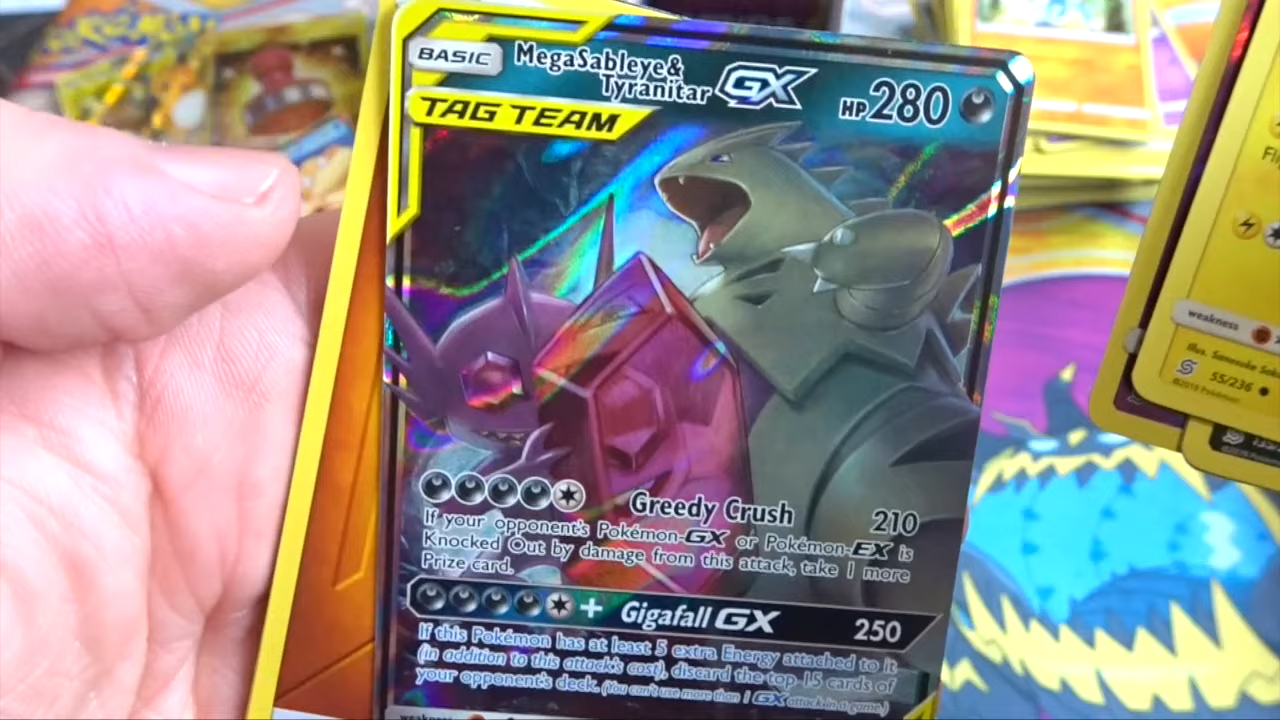 BASIC
MegaSableye&
Tyranitar GX
HP 280
TAG TEAM
Greedy Crush 210
If your opponent's Pokémon-GX or Pokémon-EX is
Knocked Out by damage from this attack, take 1 more
Prize card.
+ Gigafall GX 250
If this Pokémon has at least 5 extra Energy attached to it
(in addition to this attack's cost), discard the top 15 cards of
your opponent's deck. (You can't use more than 1 GX attack in a game.)
weakness
Fl
weakness
Illus.
55/236
©2019 Pokémon